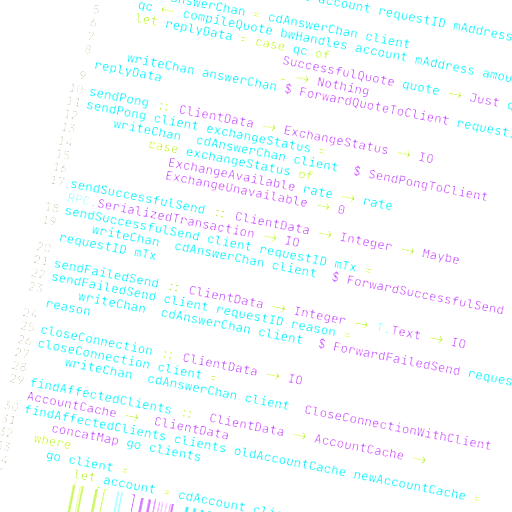 account requestID mAddress
5 answerChan = cdAnswerChan client
6 qc ← compileQuote bwHandles account mAddress
7 let replyData = case qc of
8 SuccessfulQuote quote → Just
_ → Nothing
writeChan answerChan $ ForwardQuoteToClient
9 replyData
10
11 sendPong :: ClientData → ExchangeStatus → IO
12 sendPong client exchangeStatus =
13 writeChan cdAnswerChan client $ SendPongToClient
14 case exchangeStatus of
15 ExchangeAvailable rate → rate
16 ExchangeUnavailable → 0
17
sendSuccessfulSend :: ClientData → Integer → Maybe
18 RPC.SerializedTransaction → IO
19 sendSuccessfulSend client requestID mTx =
writeChan cdAnswerChan client $ ForwardSuccessfulSend
20 requestID mTx
21
22 sendFailedSend :: ClientData → Integer → T.Text → IO
23 sendFailedSend client requestID reason =
writeChan cdAnswerChan client $ ForwardFailedSend
24 reason
25
26 closeConnection :: ClientData → IO
27 closeConnection client =
28 writeChan cdAnswerChan client CloseConnectionWithClient
29
findAffectedClients :: ClientData → AccountCache →
30 AccountCache → ClientData
31 findAffectedClients clients oldAccountCache newAccountCache =
32 concatMap go clients
33 where
go client =
let account = cdAccount